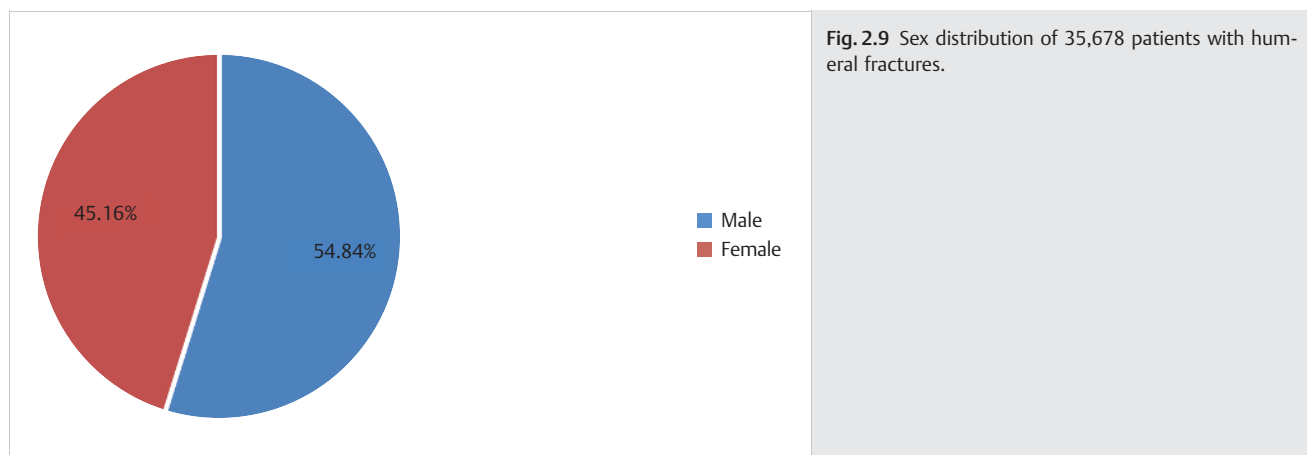 45.16%
54.84%
Male
Female
Fig. 2.9 Sex distribution of 35,678 patients with hum-
eral fractures.